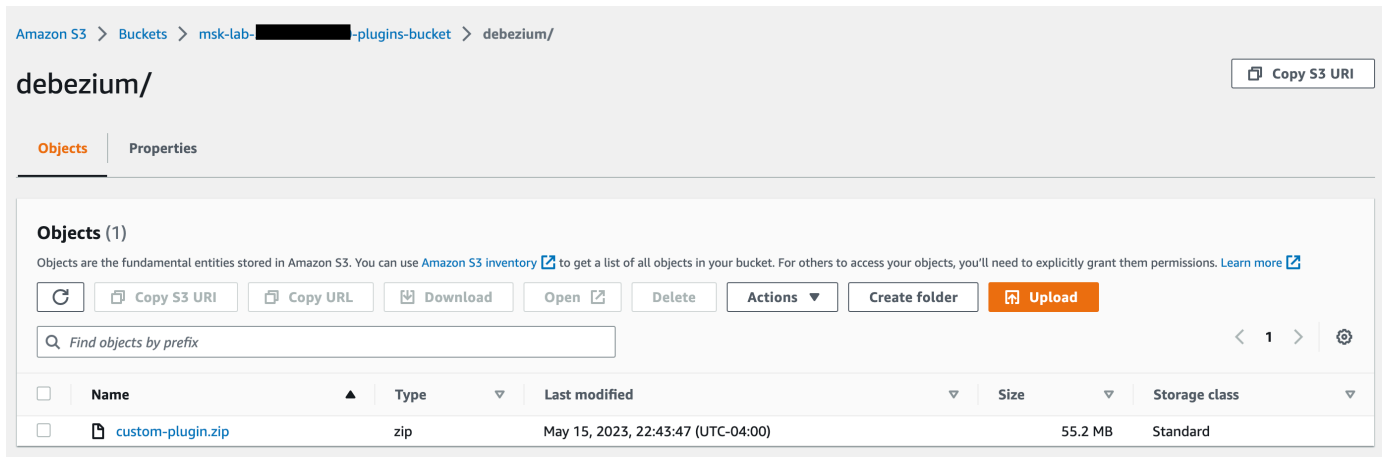 Amazon S3 > Buckets > msk-lab- -plugins-bucket > debezium/
debezium/
Copy S3 URI
Objects Properties
Objects (1)
Objects are the fundamental entities stored in Amazon S3. You can use Amazon S3 inventory to get a list of all objects in your bucket. For others to access your objects, you'll need to explicitly grant them permissions. Learn more
Copy S3 URI Copy URL Download Open Delete Actions Create folder Upload
Find objects by prefix
1
Name Type Last modified Size Storage class
custom-plugin.zip zip May 15, 2023, 22:43:47 (UTC-04:00) 55.2 MB Standard